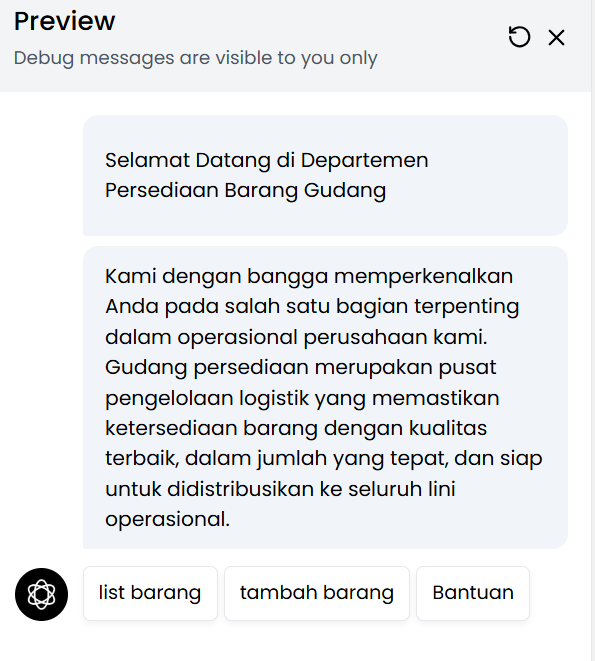 Preview
Debug messages are visible to you only
Selamat Datang di Departemen
Persediaan Barang Gudang
Kami dengan bangga memperkenalkan
Anda pada salah satu bagian terpenting
dalam operasional perusahaan kami.
Gudang persediaan merupakan pusat
pengelolaan logistik yang memastikan
ketersediaan barang dengan kualitas
terbaik, dalam jumlah yang tepat, dan siap
untuk didistribusikan ke seluruh lini
operasional.
list barang tambah barang Bantuan